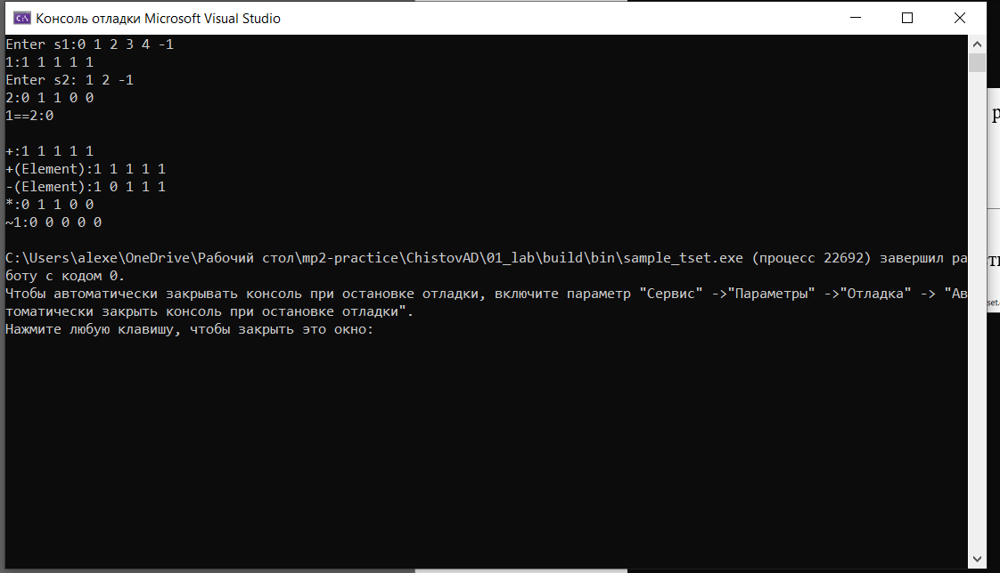 Консоль отладки Microsoft Visual Studio
Enter s1:0 1 2 3 4 -1
1:1 1 1 1 1
Enter s2: 1 2 -1
2:0 1 1 0 0
1==2:0
+:1 1 1 1 1
+(Element):1 1 1 1 1
-(Element):1 0 1 1 1
*:0 1 1 0 0
~1:0 0 0 0 0
C:\Users\alexe\OneDrive\Рабочий стол\mp2-practice\ChistovAD\01_lab\build\bin\sample_tset.exe (процесс 22692) завершил ра
боту с кодом 0.
Чтобы автоматически закрывать консоль при остановке отладки, включите параметр "Сервис" ->"Параметры" ->"Отладка" -> "Ав
томатически закрыть консоль при остановке отладки".
Нажмите любую клавишу, чтобы закрыть это окно: